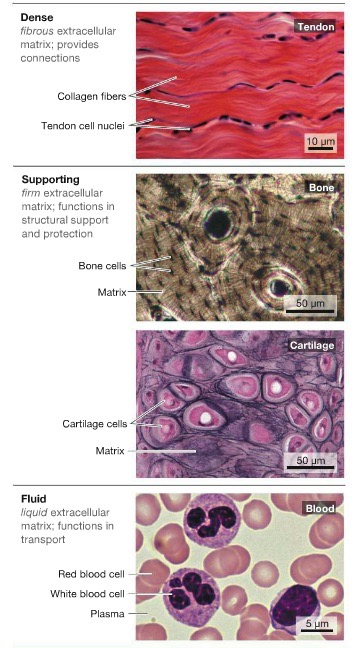 Dense
fibrous extracellular
matrix; provides
connections
Tendon
Collagen fibers
Tendon cell nuclei
10 µm
Supporting
firm extracellular
matrix; functions in
structural support
and protection
Bone
Bone cells
Matrix
50 µm
Cartilage
Cartilage cells
Matrix
50 µm
Fluid
liquid extracellular
matrix; functions in
transport
Blood
Red blood cell
White blood cell
Plasma
5 µm